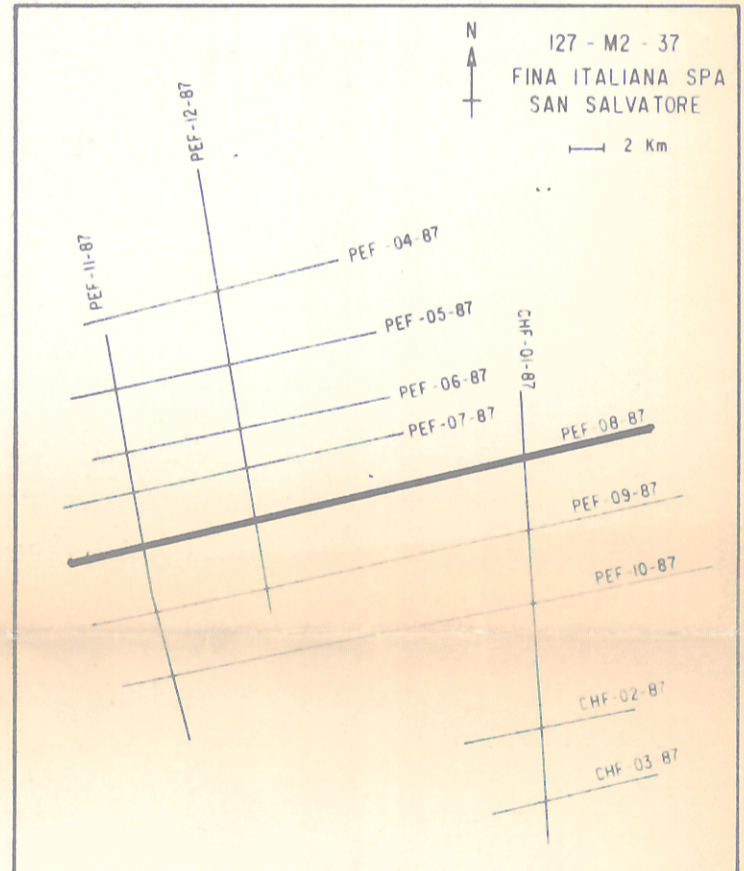 N
127 - M2 - 37
FINA ITALIANA SPA
SAN SALVATORE
2 Km
PEF-12-87
PEF-11-87
PEF -04-87
PEF -05-87
CHF-01-87
PEF -06-87
PEF -07-87
PEF-08-87
PEF 09-87
PEF-10-87
CHF-02-87
CHF-03 87